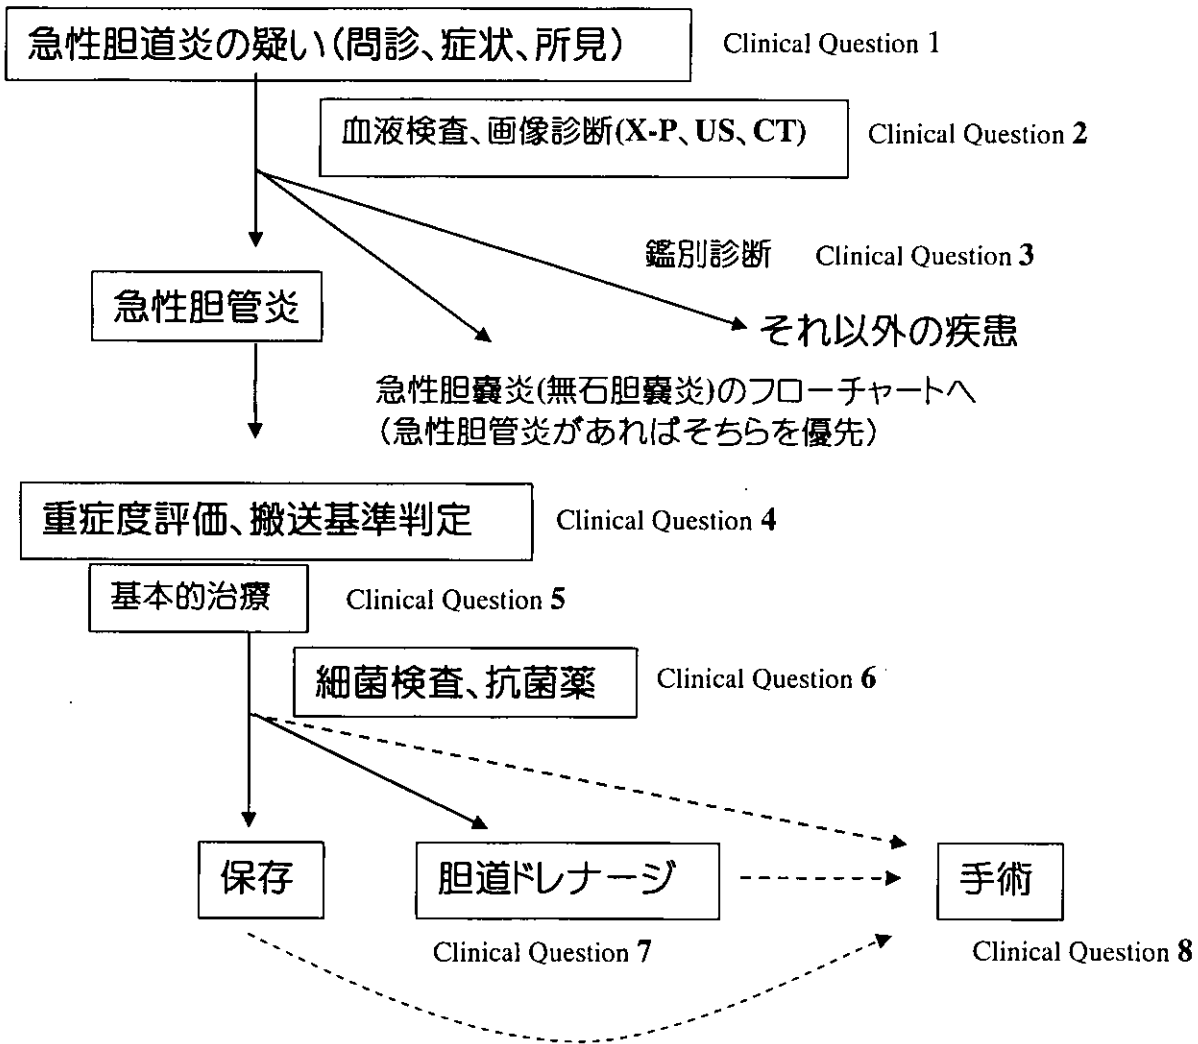 急性胆道炎の疑い(問診、症状、所見) Clinical Question 1
血液検査、画像診断(X-P、US、CT) Clinical Question 2
鑑別診断 Clinical Question 3
急性胆管炎
それ以外の疾患
急性胆嚢炎(無石胆嚢炎)のフローチャートへ
(急性胆管炎があればそちらを優先)
重症度評価、搬送基準判定 Clinical Question 4
基本的治療 Clinical Question 5
細菌検査、抗菌薬 Clinical Question 6
保存 胆道ドレナージ 手術
Clinical Question 7 Clinical Question 8